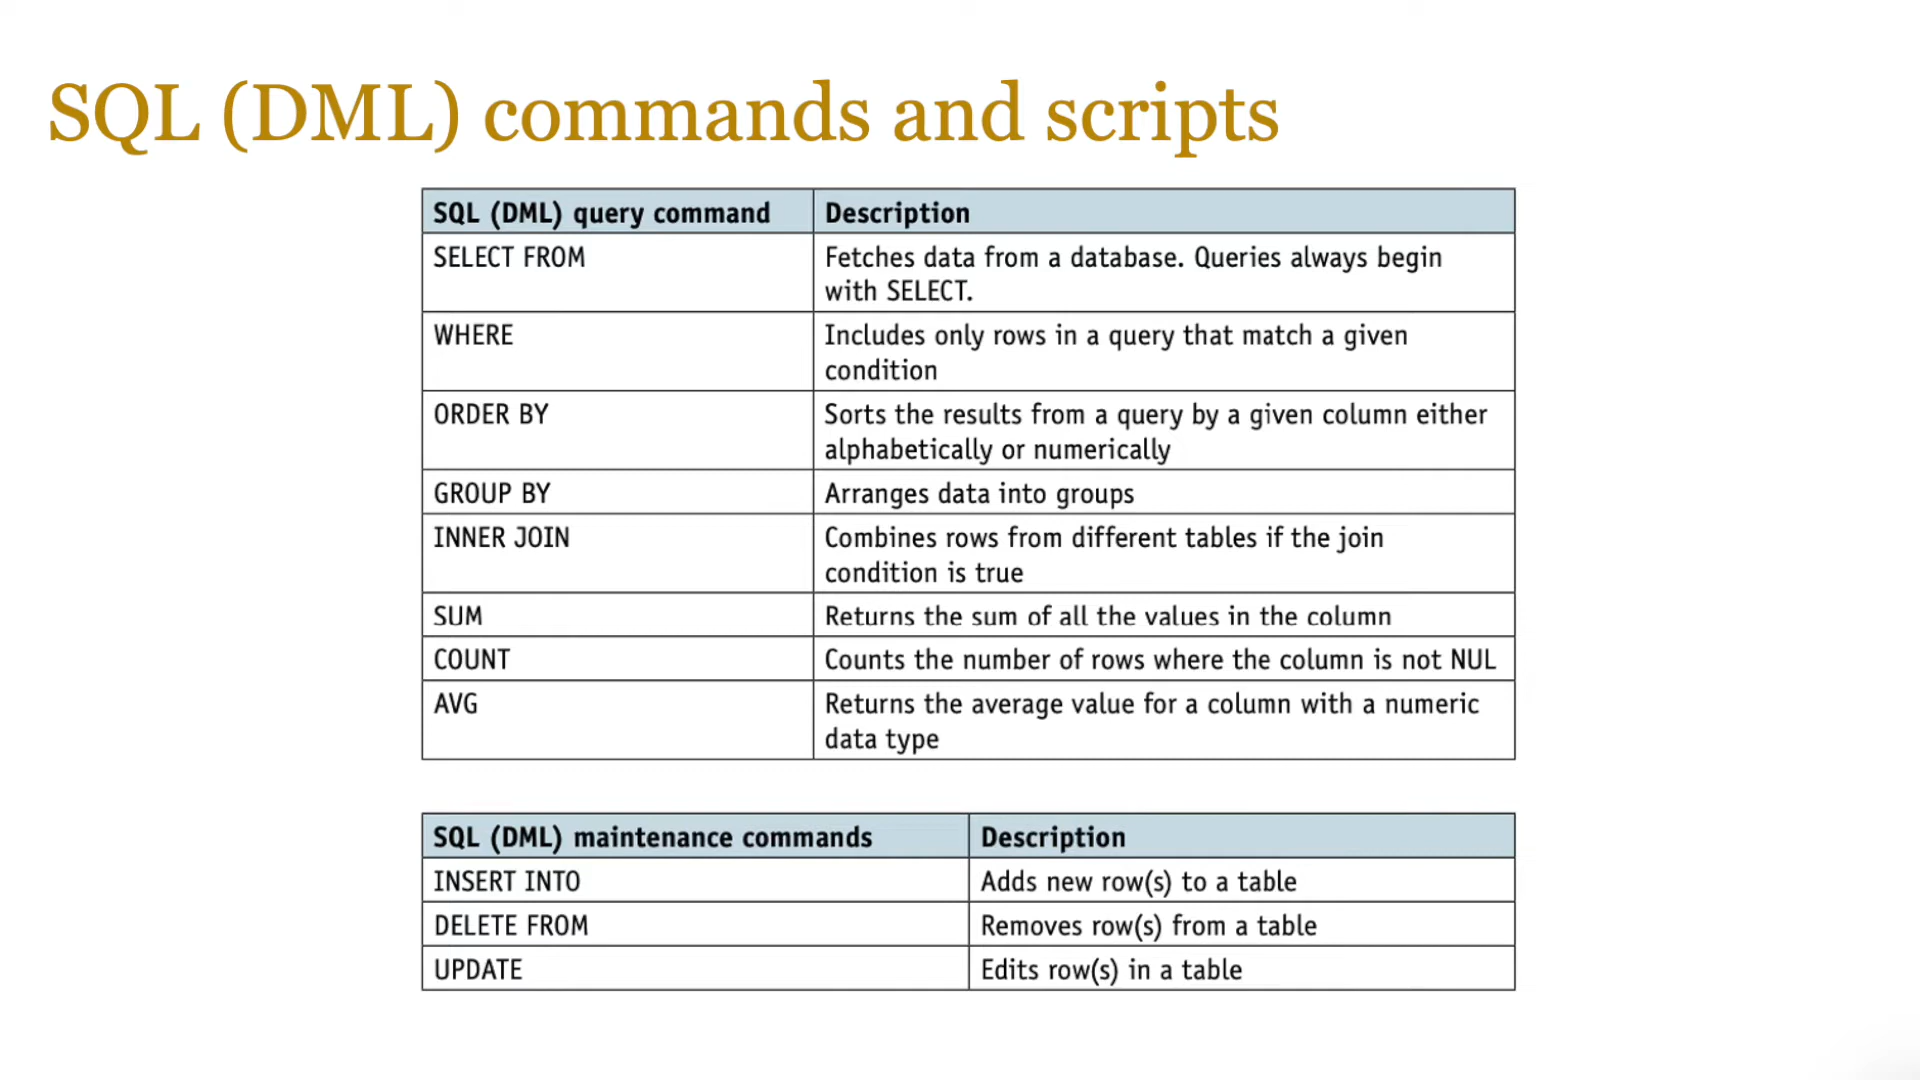 SQL (DML) commands and scripts
SQL (DML) query command Description
SELECT FROM Fetches data from a database. Queries always begin
with SELECT.
WHERE Includes only rows in a query that match a given
condition
ORDER BY Sorts the results from a query by a given column either
alphabetically or numerically
GROUP BY Arranges data into groups
INNER JOIN Combines rows from different tables if the join
condition is true
SUM Returns the sum of all the values in the column
COUNT Counts the number of rows where the column is not NUL
AVG Returns the average value for a column with a numeric
data type
SQL (DML) maintenance commands Description
INSERT INTO Adds new row(s) to a table
DELETE FROM Removes row(s) from a table
UPDATE Edits row(s) in a table